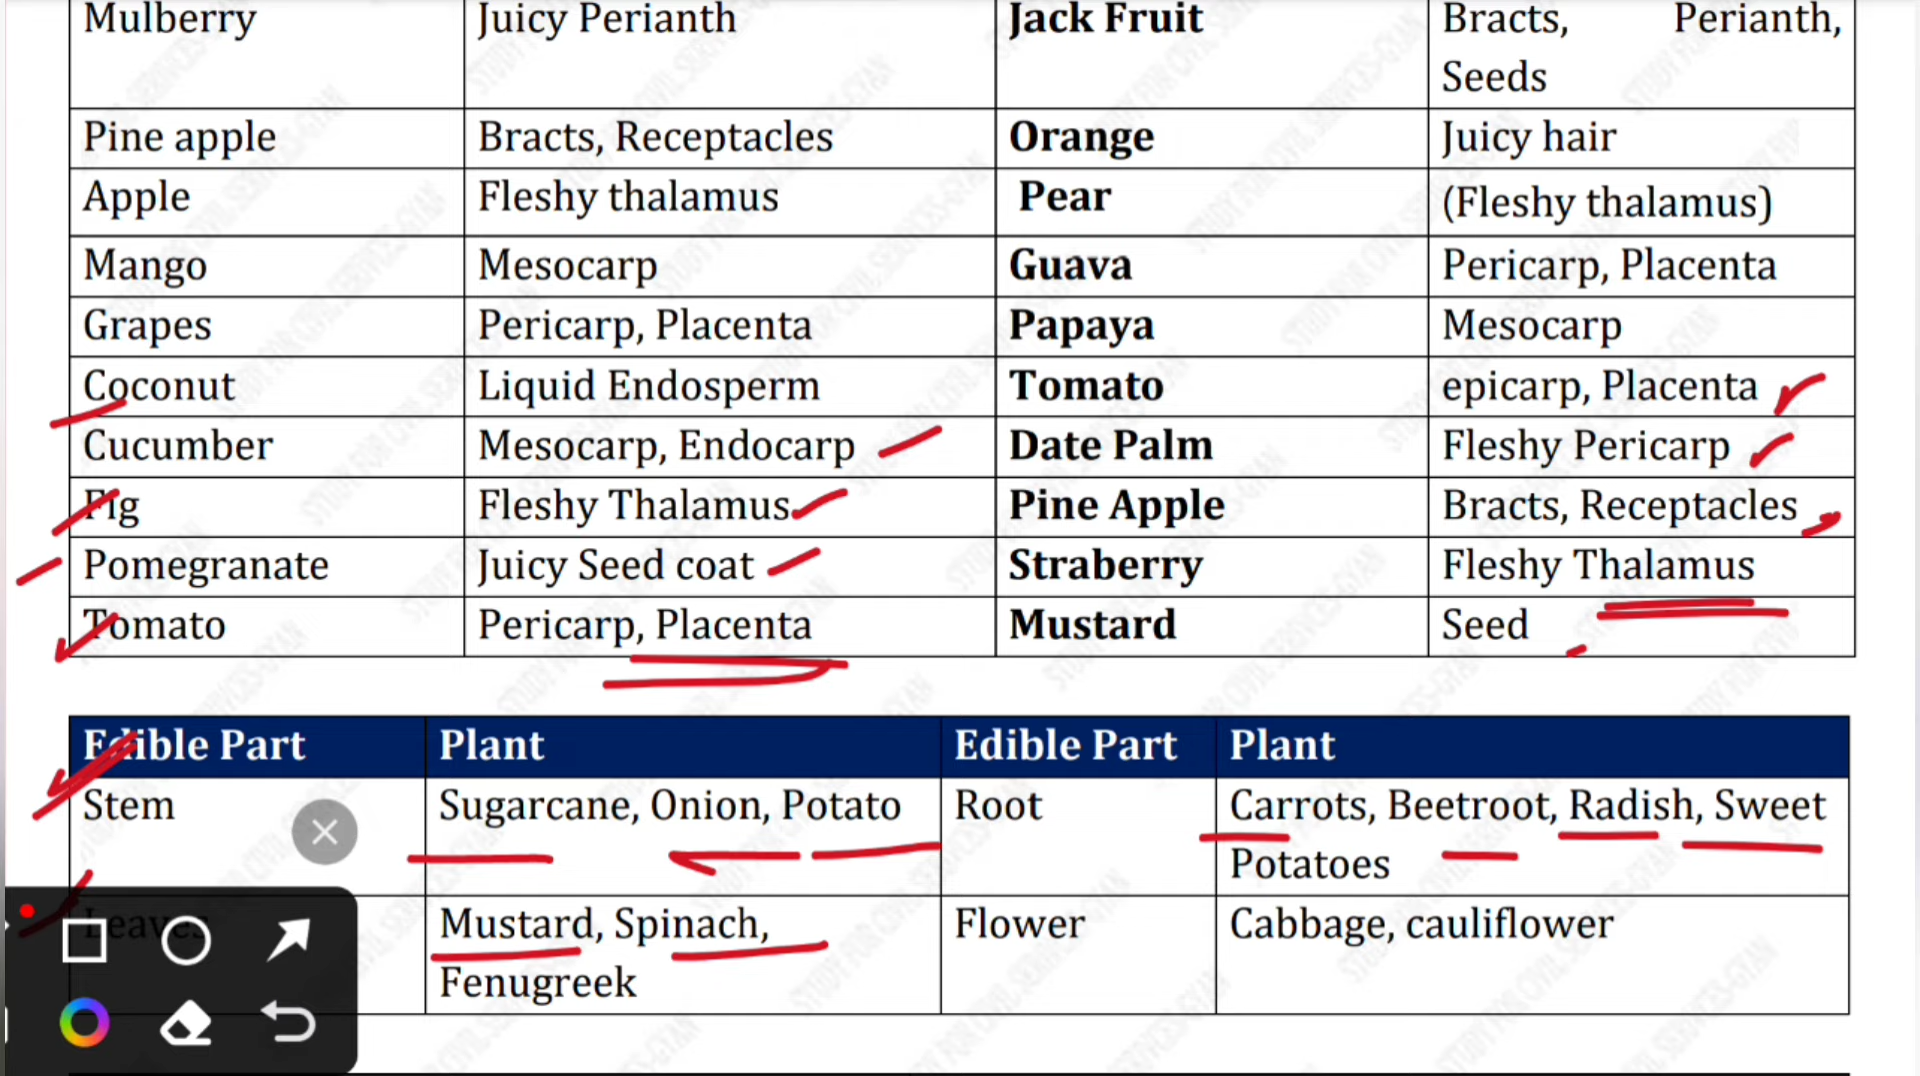 Mulberry Juicy Perianth Jack Fruit Bracts, Perianth,
Seeds
Pine apple Bracts, Receptacles Orange Juicy hair
Apple Fleshy thalamus Pear (Fleshy thalamus)
Mango Mesocarp Guava Pericarp, Placenta
Grapes Pericarp, Placenta Papaya Mesocarp
Coconut Liquid Endosperm Tomato epicarp, Placenta
Cucumber Mesocarp, Endocarp Date Palm Fleshy Pericarp
Fig Fleshy Thalamus Pine Apple Bracts, Receptacles
Pomegranate Juicy Seed coat Straberry Fleshy Thalamus
Tomato Pericarp, Placenta Mustard Seed
Edible Part Plant Edible Part Plant
Stem Sugarcane, Onion, Potato Root Carrots, Beetroot, Radish, Sweet
Potatoes
Leaves Mustard, Spinach, Flower Cabbage, cauliflower
Fenugreek